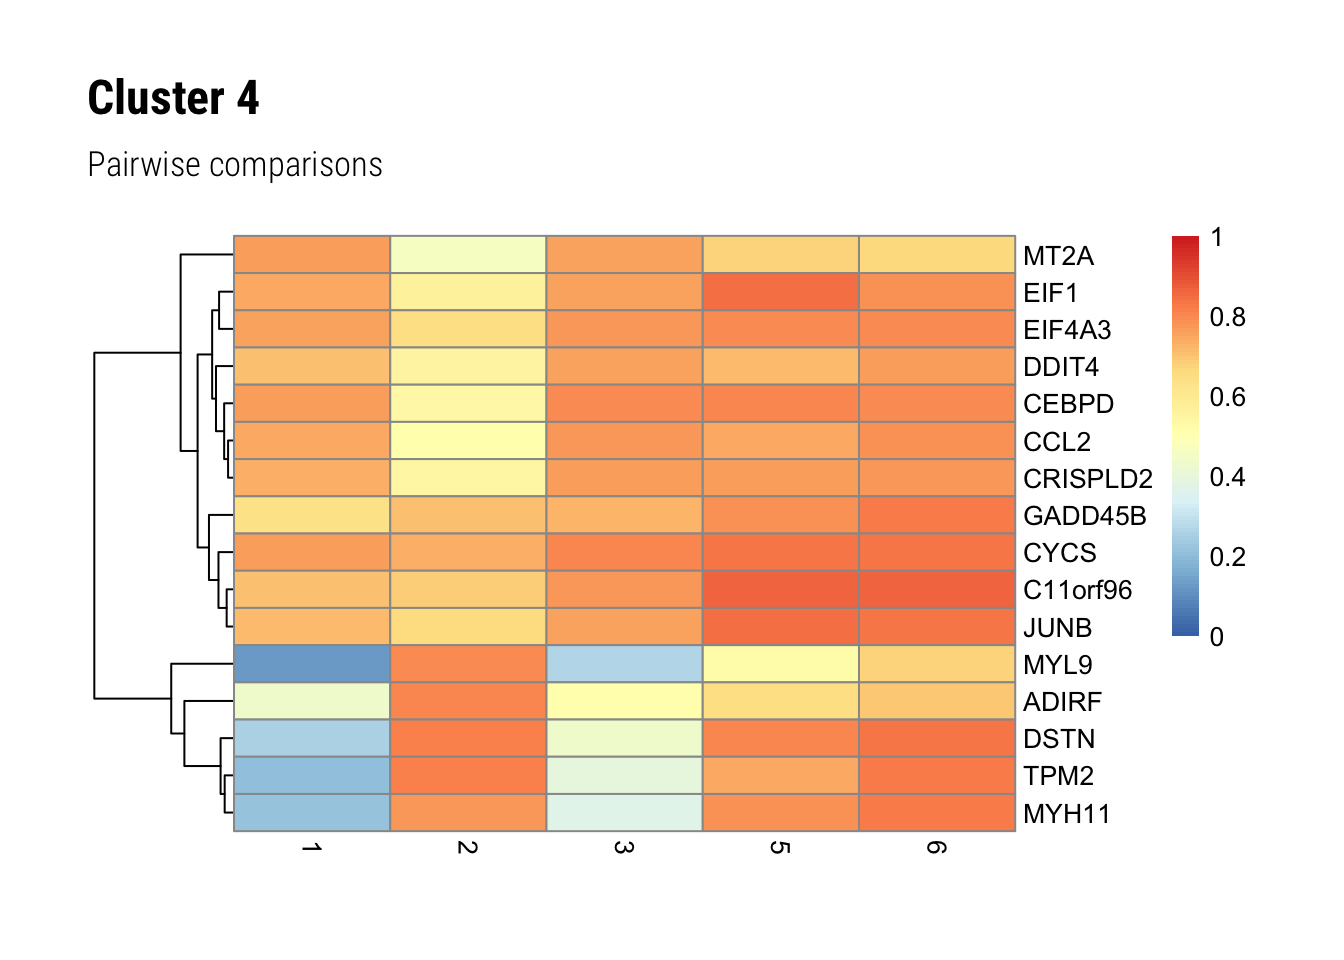 Cluster 4
Pairwise comparisons
MT2A
EIF1
EIF4A3
DDIT4
CEBPD
CCL2
CRISPLD2
GADD45B
CYCS
C11orf96
JUNB
MYL9
ADIRF
DSTN
TPM2
MYH11
1
0.8
0.6
0.4
0.2
0
1 2 3 5 6